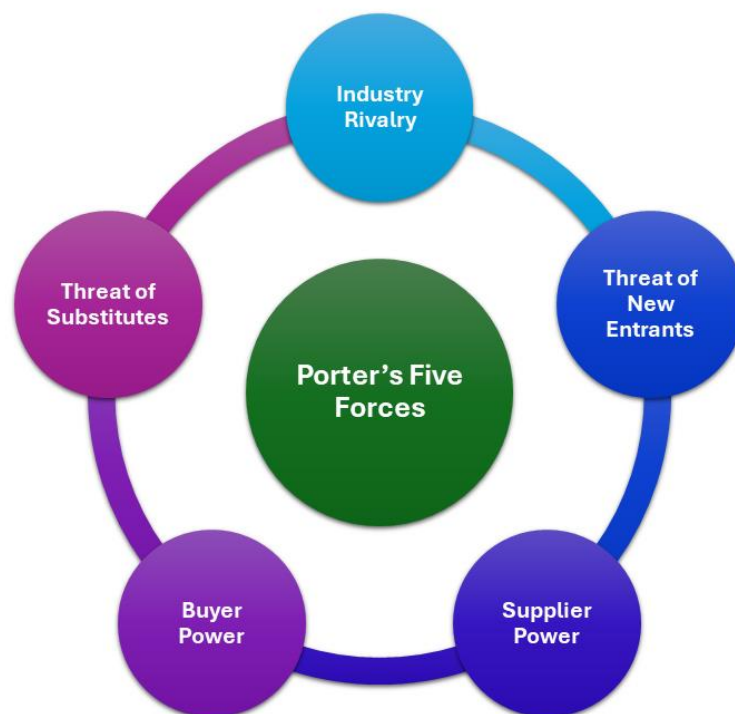 Industry
Rivalry
Threat of
New
Entrants
Supplier
Power
Buyer
Power
Threat of
Substitutes
Porter’s Five
Forces